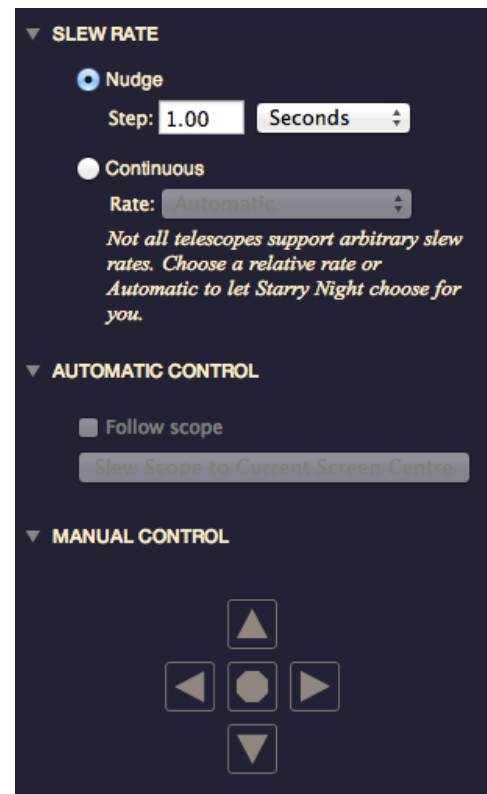 SLEW RATE
Nudge
Step: 1.00 Seconds
Continuous
Rate: Automatic
Not all telescopes support arbitrary slew
rates. Choose a relative rate or
Automatic to let Starry Night choose for
you.
AUTOMATIC CONTROL
Follow scope
Slew Scope to Current Screen Centre
MANUAL CONTROL